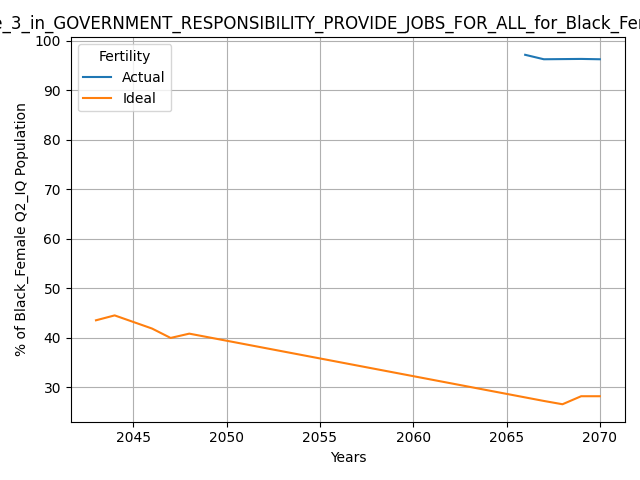 e_3_in_GOVERNMENT_RESPONSIBILITY_PROVIDE_JOBS_FOR_ALL_for_Black_Fem
Fertility
Actual
Ideal
% of Black_Female Q2_IQ Population
100
90
80
70
60
50
40
30
2045 2050 2055 2060 2065 2070
Years